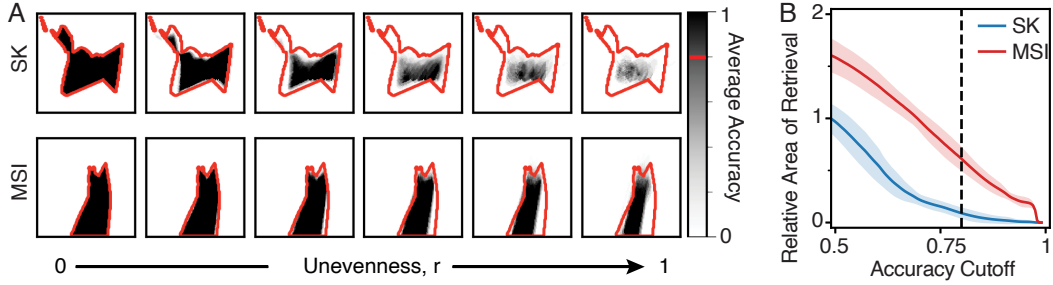 A
SK
MSI
0
Unevenness, r
1
1
Average Accuracy
0
B
Relative Area of Retrieval
2
1
0
SK
MSI
0.5
0.75
1
Accuracy Cutoff